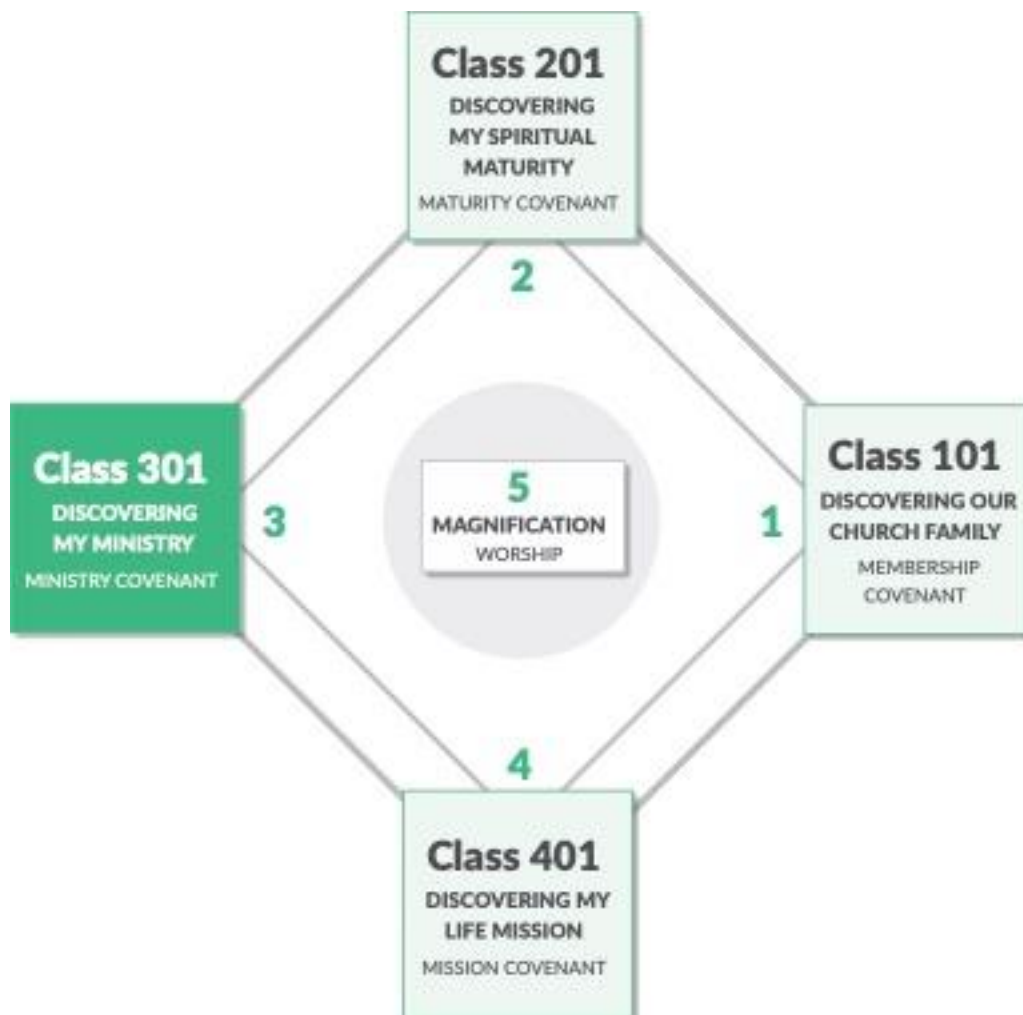 Class 201
DISCOVERING
MY SPIRITUAL
MATURITY
MATURITY COVENANT
2
Class 301
DISCOVERING
MY MINISTRY
MINISTRY COVENANT
3
5
MAGNIFICATION
WORSHIP
1
Class 101
DISCOVERING OUR
CHURCH FAMILY
MEMBERSHIP
COVENANT
4
Class 401
DISCOVERING MY
LIFE MISSION
MISSION COVENANT